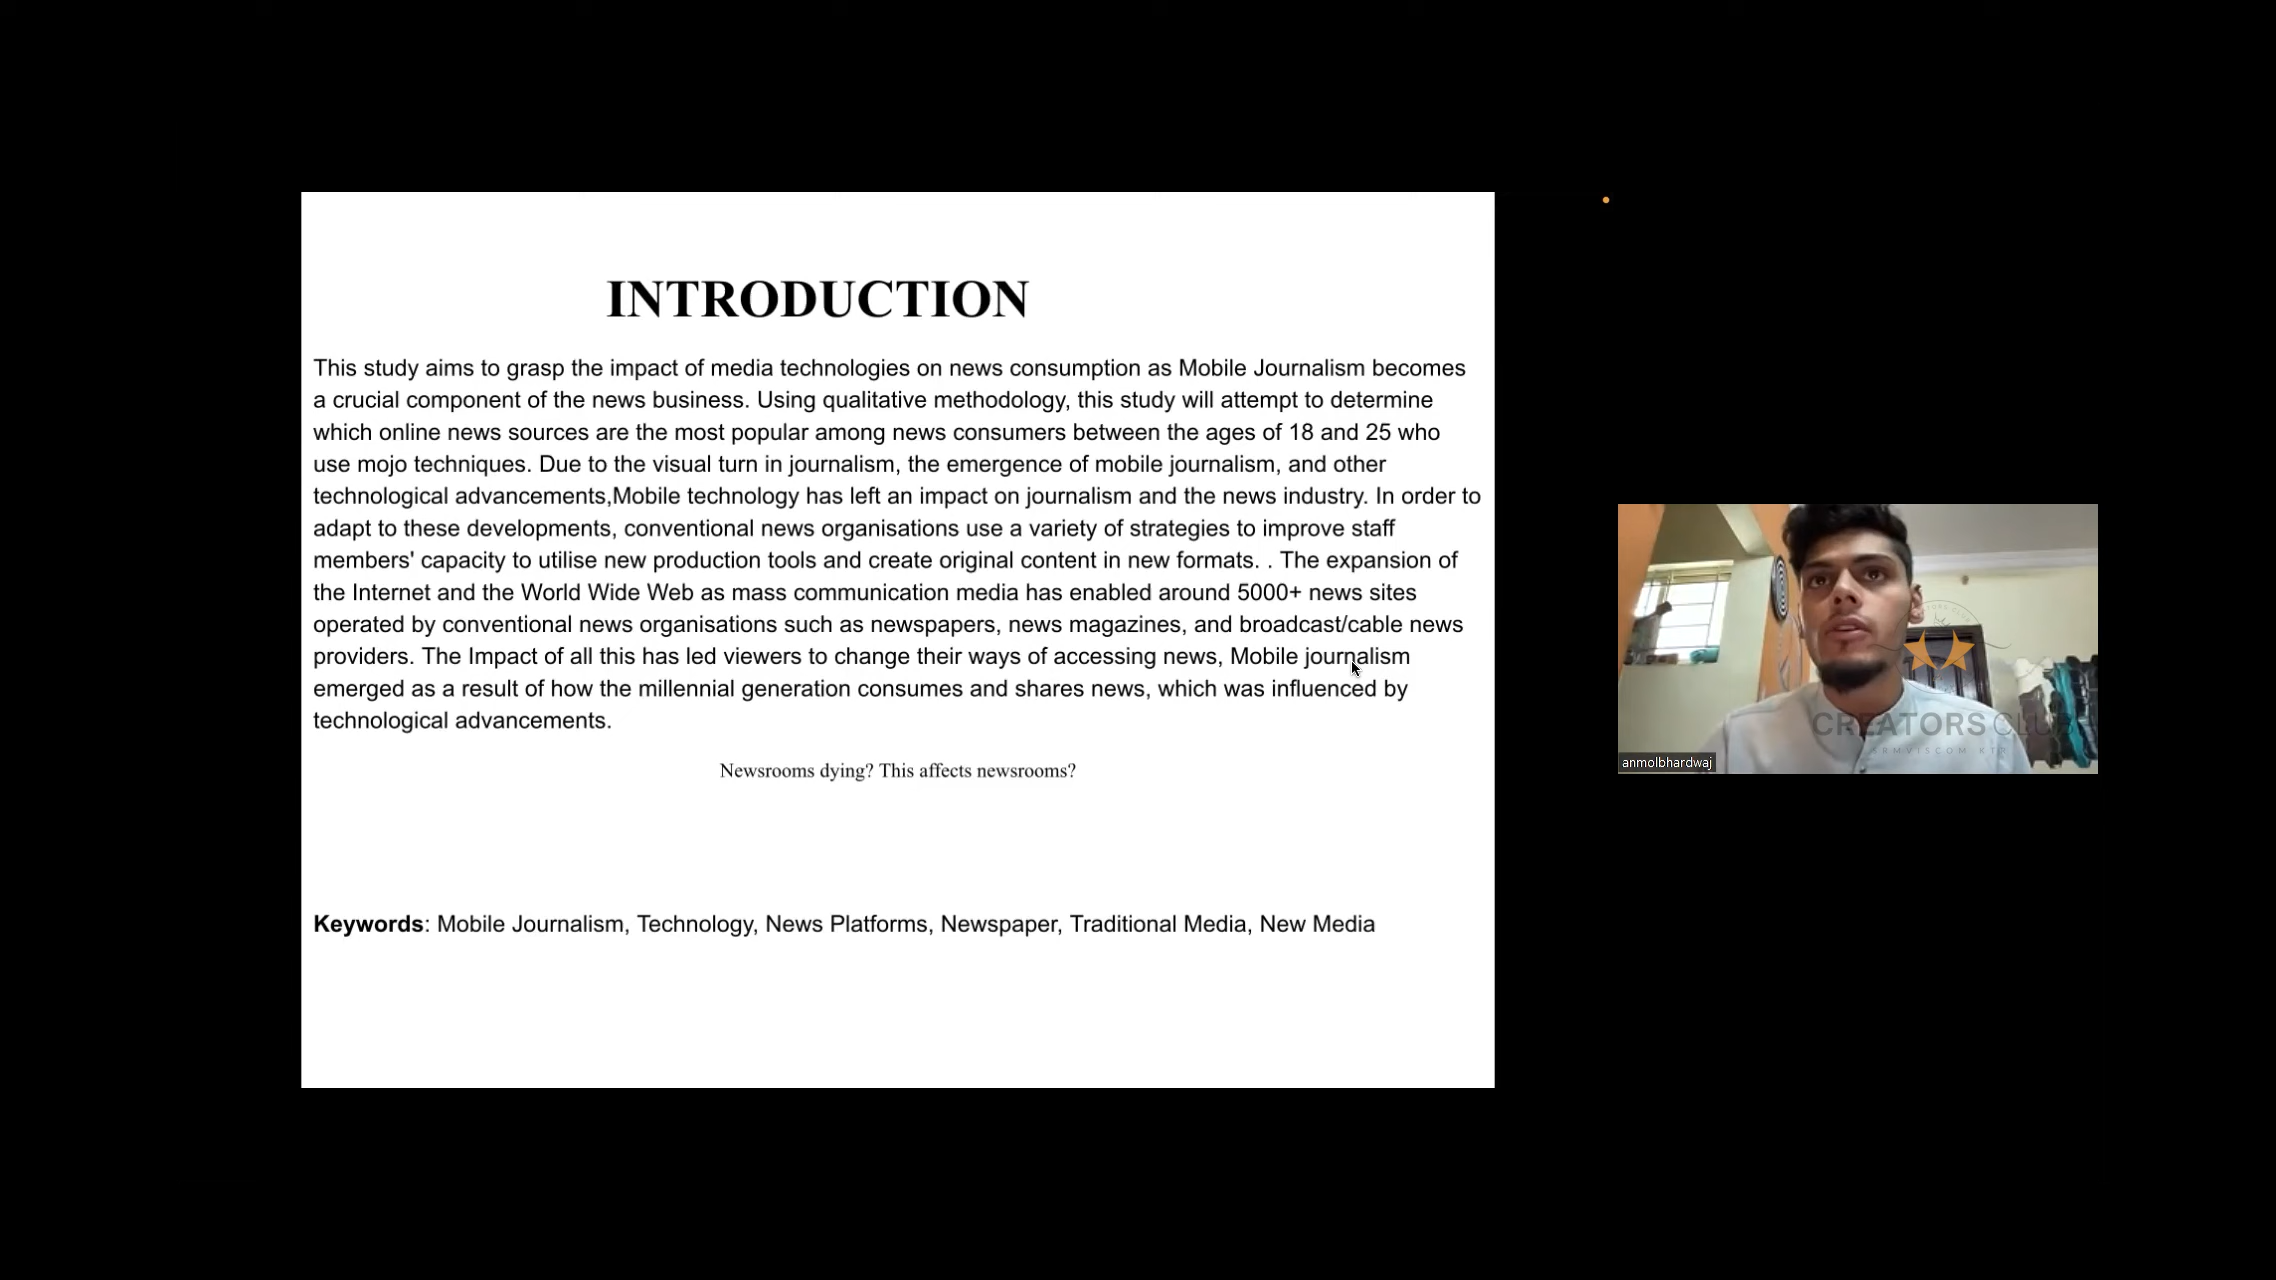 INTRODUCTION
This study aims to grasp the impact of media technologies on news consumption as Mobile Journalism becomes
a crucial component of the news business. Using qualitative methodology, this study will attempt to determine
which online news sources are the most popular among news consumers between the ages of 18 and 25 who
use mojo techniques. Due to the visual turn in journalism, the emergence of mobile journalism, and other
technological advancements,Mobile technology has left an impact on journalism and the news industry. In order to
adapt to these developments, conventional news organisations use a variety of strategies to improve staff
members' capacity to utilise new production tools and create original content in new formats. . The expansion of
the Internet and the World Wide Web as mass communication media has enabled around 5000+ news sites
operated by conventional news organisations such as newspapers, news magazines, and broadcast/cable news
providers. The Impact of all this has led viewers to change their ways of accessing news, Mobile journalism
emerged as a result of how the millennial generation consumes and shares news, which was influenced by
technological advancements.
Newsrooms dying? This affects newsrooms?
Keywords: Mobile Journalism, Technology, News Platforms, Newspaper, Traditional Media, New Media
CREATORS CLUB
SRMVISCOM KTR
anmolbhardwaj